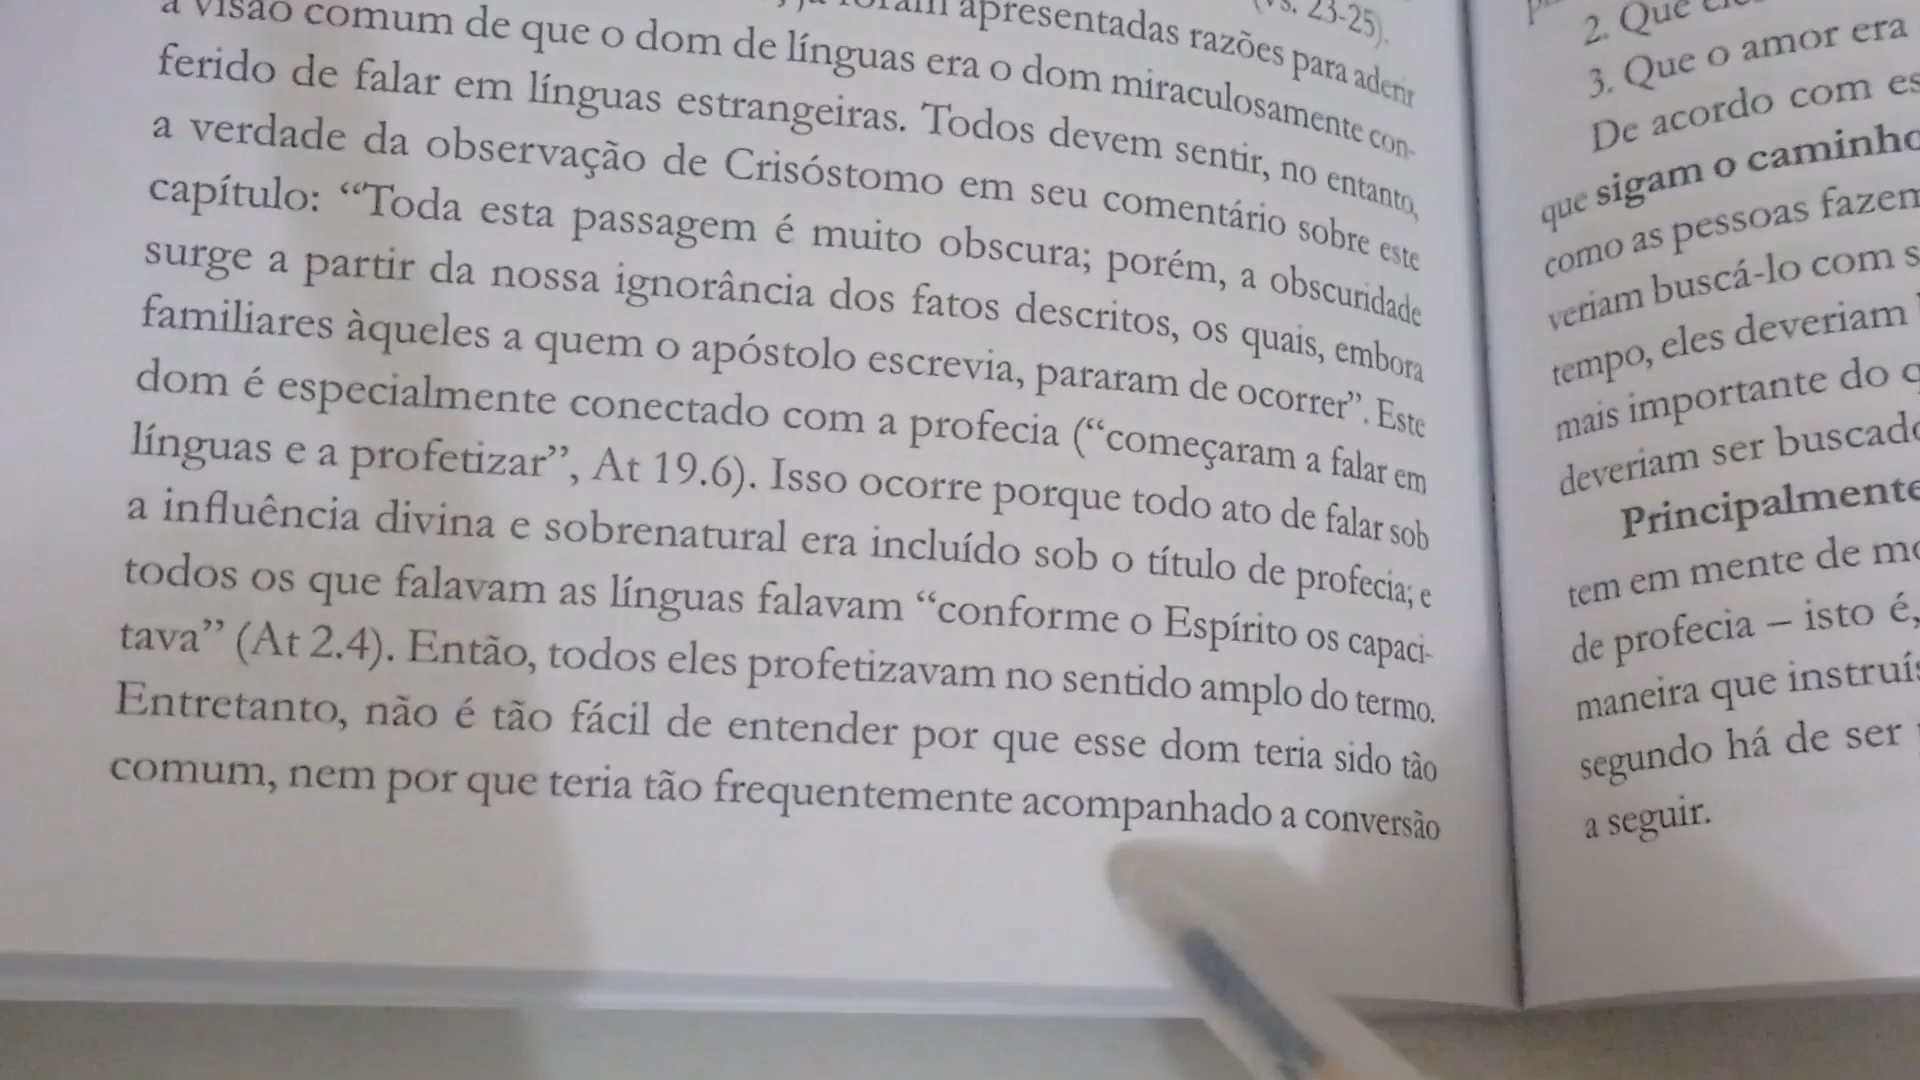 (vs. 23-25).
já foram apresentadas razões para aderir
a visão comum de que o dom de línguas era o dom miraculosamente con-
ferido de falar em línguas estrangeiras. Todos devem sentir, no entanto,
a verdade da observação de Crisóstomo em seu comentário sobre este
capítulo: “Toda esta passagem é muito obscura; porém, a obscuridade
surge a partir da nossa ignorância dos fatos descritos, os quais, embora
familiares àqueles a quem o apóstolo escrevia, pararam de ocorrer”. Este
dom é especialmente conectado com a profecia (“começaram a falar em
línguas e a profetizar”, At 19.6). Isso ocorre porque todo ato de falar sob
a influência divina e sobrenatural era incluído sob o título de profecia; e
todos os que falavam as línguas falavam “conforme o Espírito os capaci-
tava” (At 2.4). Então, todos eles profetizavam no sentido amplo do termo.
Entretanto, não é tão fácil de entender por que esse dom teria sido tão
comum, nem por que teria tão frequentemente acompanhado a conversão
2. Que
3. Que o amor era
De acordo com
que sigam o caminho
como as pessoas fazem
veriam buscá-lo com
tempo, eles deveriam
mais importante do
deveriam ser
Principalmente
tem em mente de
de profecia – isto é,
maneira que
segundo há de ser
a seguir.